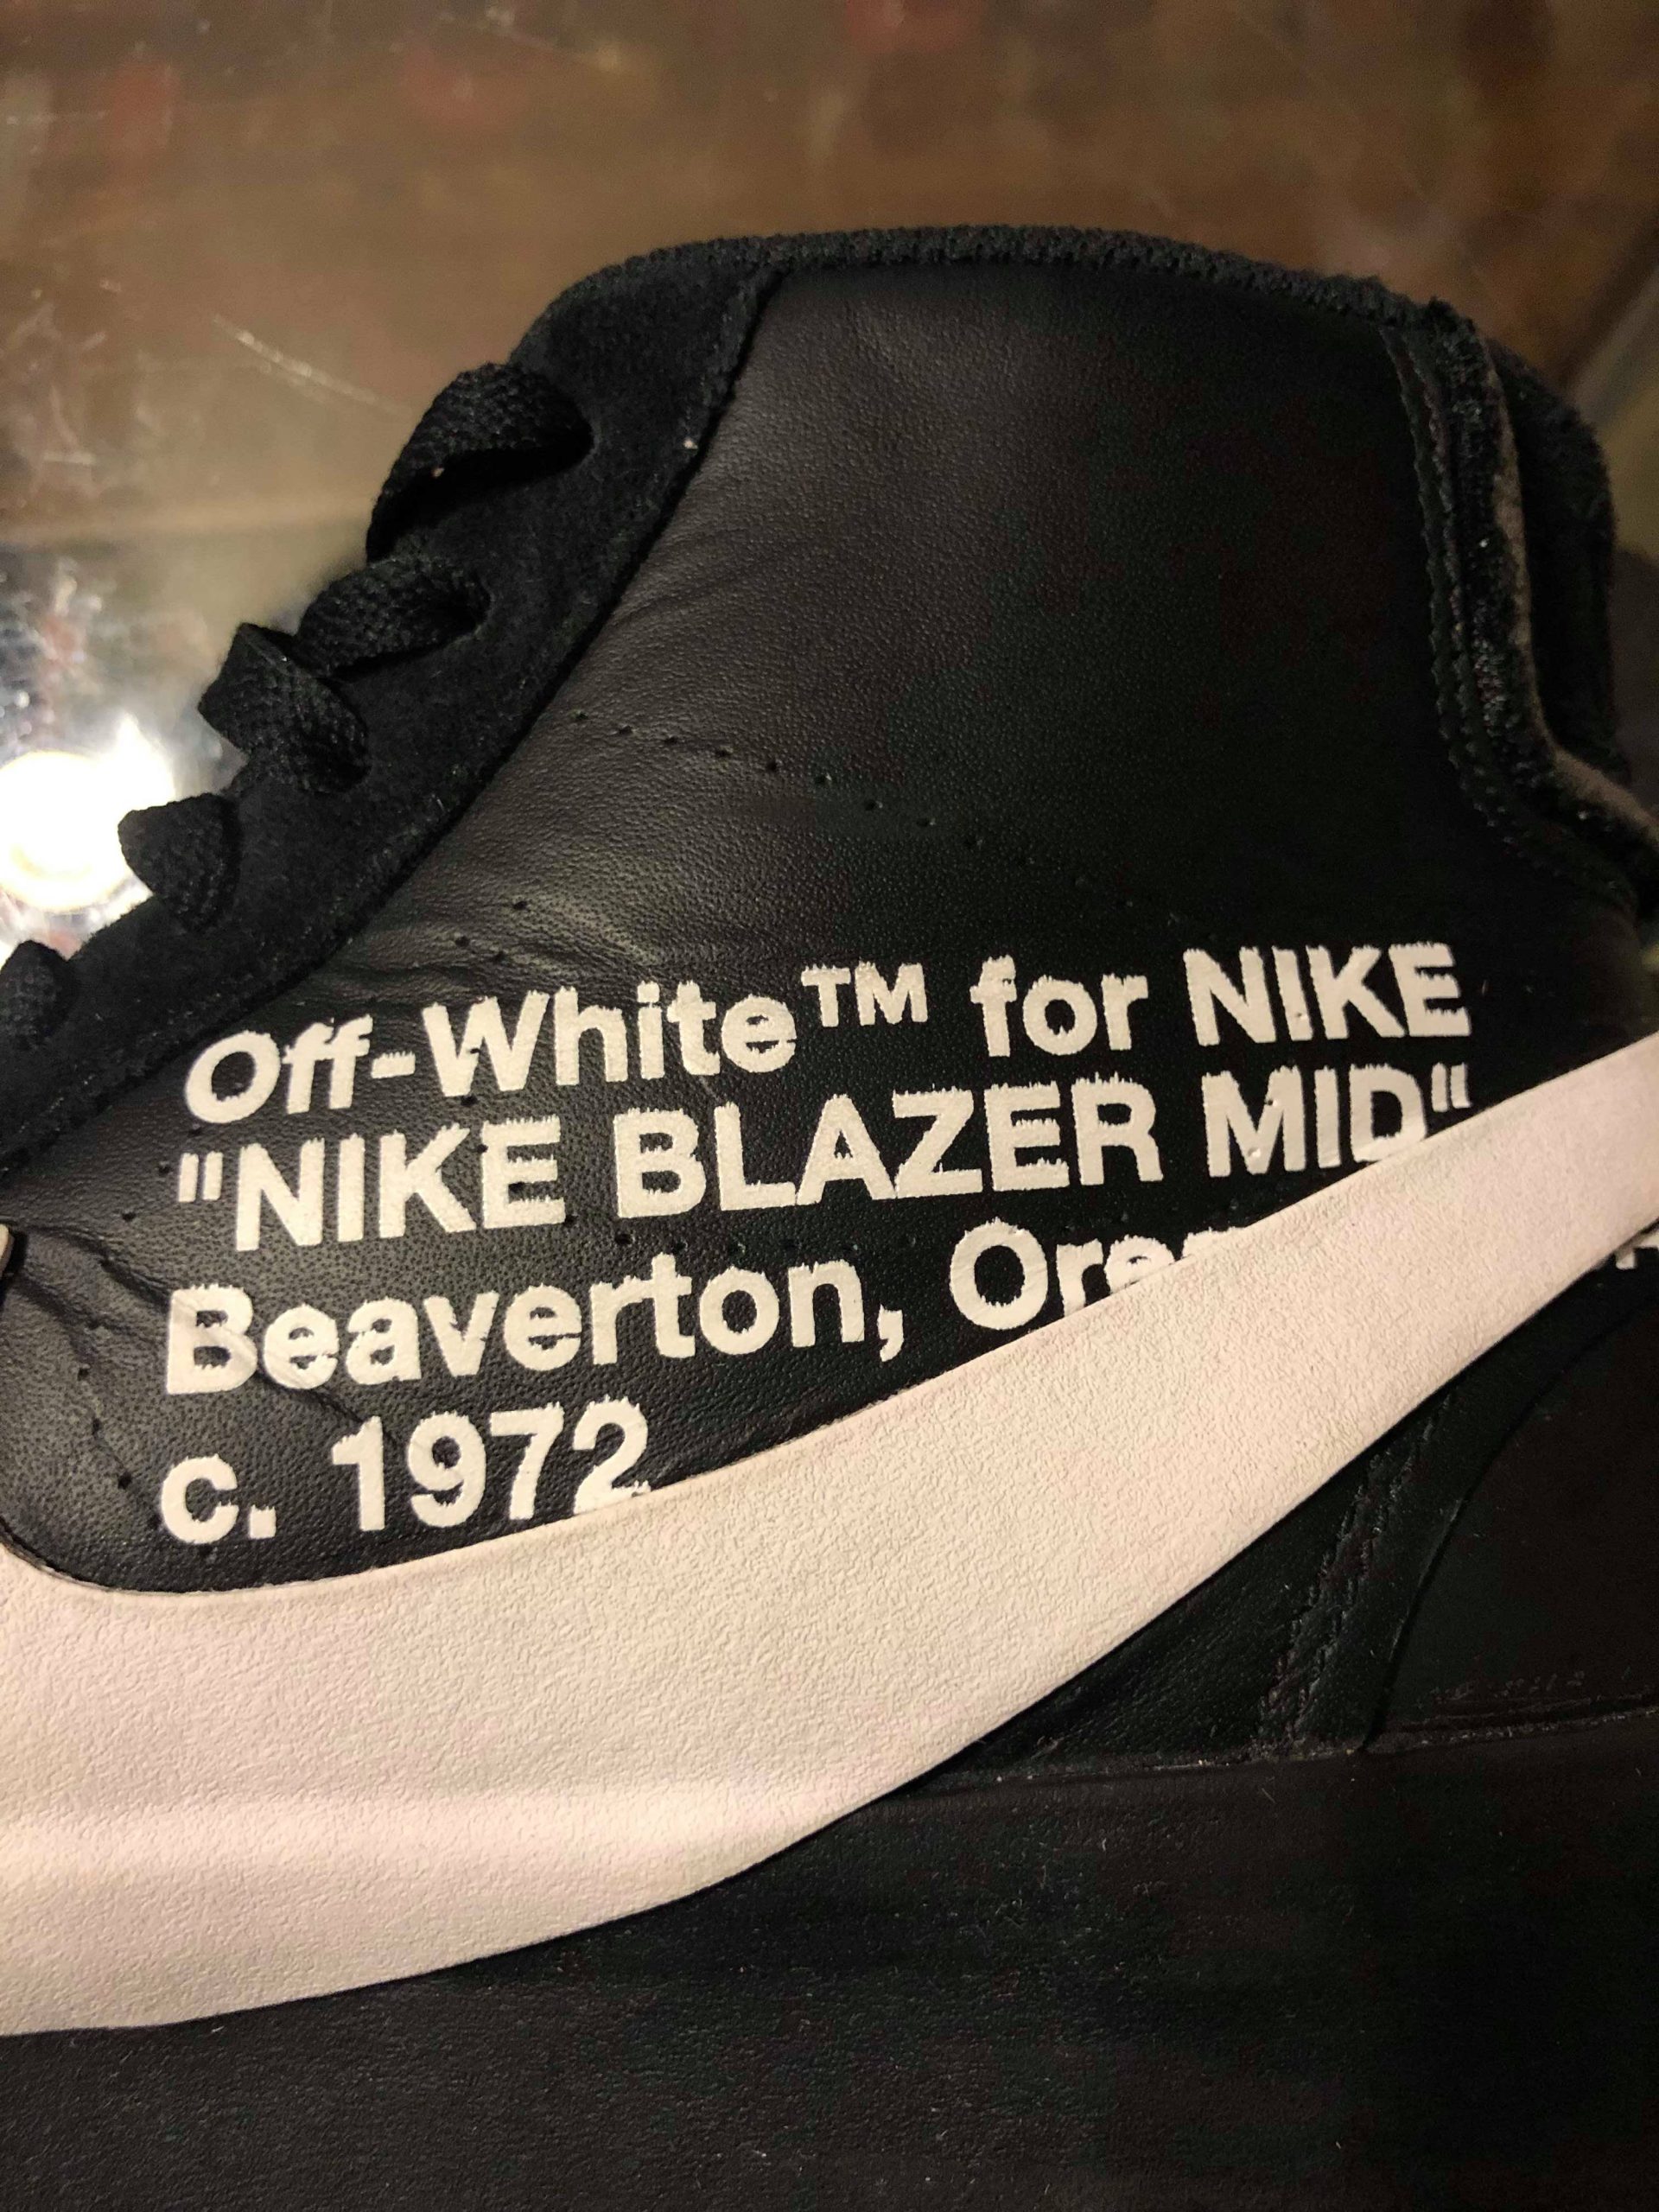 Off-White™ for NIKE
"NIKE BLAZER MID"
Beaverton,
c. 1972